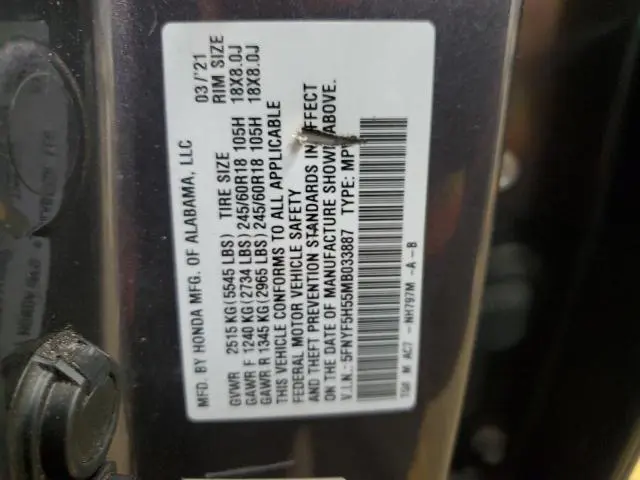 MFD. BY HONDA MFG. OF ALABAMA, LLC 03/'21
GVWR 2515 KG (5545 LBS) TIRE SIZE RIM SIZE
GAWR F 1240 KG (2734 LBS) 245/60R18 105H 18X8.0J
GAWR R 1345 KG (2965 LBS) 245/60R18 105H 18X8.0J
THIS VEHICLE CONFORMS TO ALL APPLICABLE
FEDERAL MOTOR VEHICLE SAFETY
AND THEFT PREVENTION STANDARDS IN EFFECT
ON THE DATE OF MANUFACTURE SHOWN ABOVE.
V.I.N.: 5FNYF5H55MB033887 TYPE: MPV
TG8 M AC7 - NH797M -A-B